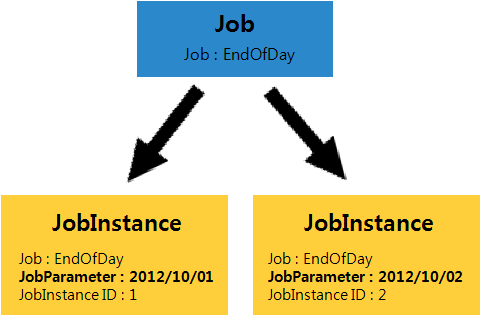 Job
Job : EndOfDay
JobInstance
Job : EndOfDay
JobParameter : 2012/10/01
JobInstance ID : 1
JobInstance
Job : EndOfDay
JobParameter : 2012/10/02
JobInstance ID : 2